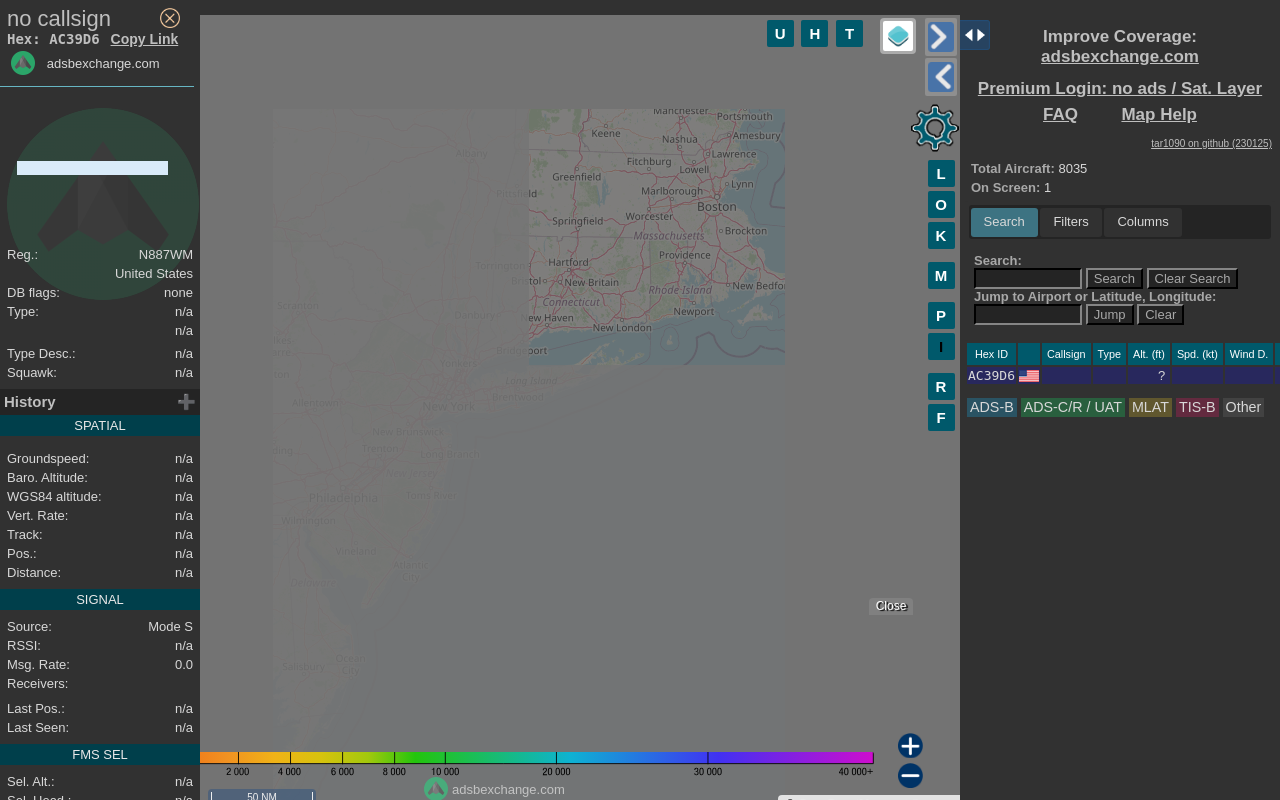 no callsign
Hex: AC39D6 Copy Link
adsbexchange.com
Reg.: N887WM
United States
DB flags: none
Type: n/a
n/a
Type Desc.: n/a
Squawk: n/a
History
SPATIAL
Groundspeed: n/a
Baro. Altitude: n/a
WGS84 altitude: n/a
Vert. Rate: n/a
Track: n/a
Pos.: n/a
Distance: n/a
SIGNAL
Source: Mode S
RSSI: n/a
Msg. Rate: 0.0
Receivers:
Last Pos.: n/a
Last Seen: n/a
FMS SEL
Sel. Alt.: n/a
Sel. Head.: n/a
U H T
L
O
K
M
P
I
R
F
Manchester
Portsmouth
Keene
Nashua
Amesbury
Albany
Fitchburg
Lawrence
Greenfield
Lowell
Pittsfield
Marlborough
Lynn
Worcester
Boston
Springfield
Brockton
Massachusetts
Hartford
Providence
Torrington
Bristol
New Britain
Rhode Island
New Bedfor
Scranton
Connecticut
Danbury
Newport
New Haven
New London
Bridgeport
Long Island
Brentwood
Allentown
New York
New Brunswick
Trenton
Long Branch
Reading
New Jersey
Philadelphia
Toms River
Wilmington
Vineland
Atlantic
City
Delaware
Ocean
City
Salisbury
Close
2 000 4 000 6 000 8 000 10 000 20 000 30 000 40 000+
adsbexchange.com
50 NM
Improve Coverage:
adsbexchange.com
Premium Login: no ads / Sat. Layer
FAQ Map Help
tar1090 on github (230125)
Total Aircraft: 8035
On Screen: 1
Search Filters Columns
Search:
Search Clear Search
Jump to Airport or Latitude, Longitude:
Jump Clear
Hex ID Callsign Type Alt. (ft) Spd. (kt) Wind D.
AC39D6 ?
ADS-B ADS-C/R / UAT MLAT TIS-B Other